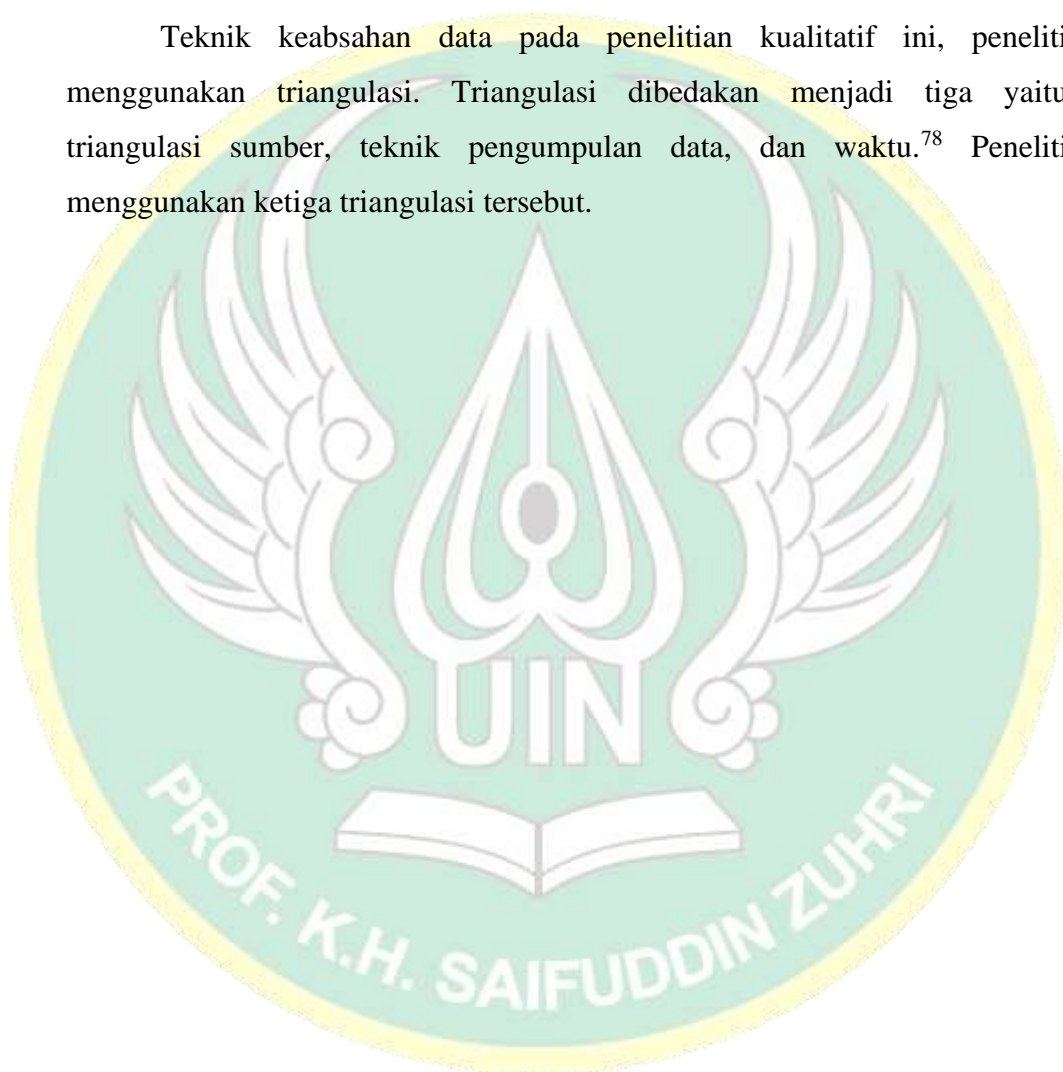 Teknik keabsahan data pada penelitian kualitatif ini, peneliti
menggunakan triangulasi. Triangulasi dibedakan menjadi tiga yaitu
triangulasi sumber, teknik pengumpulan data, dan waktu.⁷⁸ Peneliti
menggunakan ketiga triangulasi tersebut.
UIN
PROF. K.H. SAIFUDDIN ZUHRI